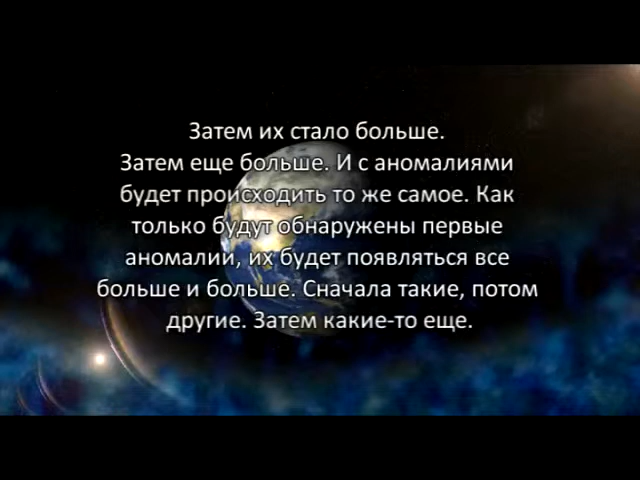 Затем их стало больше.
Затем еще больше. И с аномалиями
будет происходить то же самое. Как
только будут обнаружены первые
аномалии, их будет появляться все
больше и больше. Сначала такие, потом
другие. Затем какие-то еще.